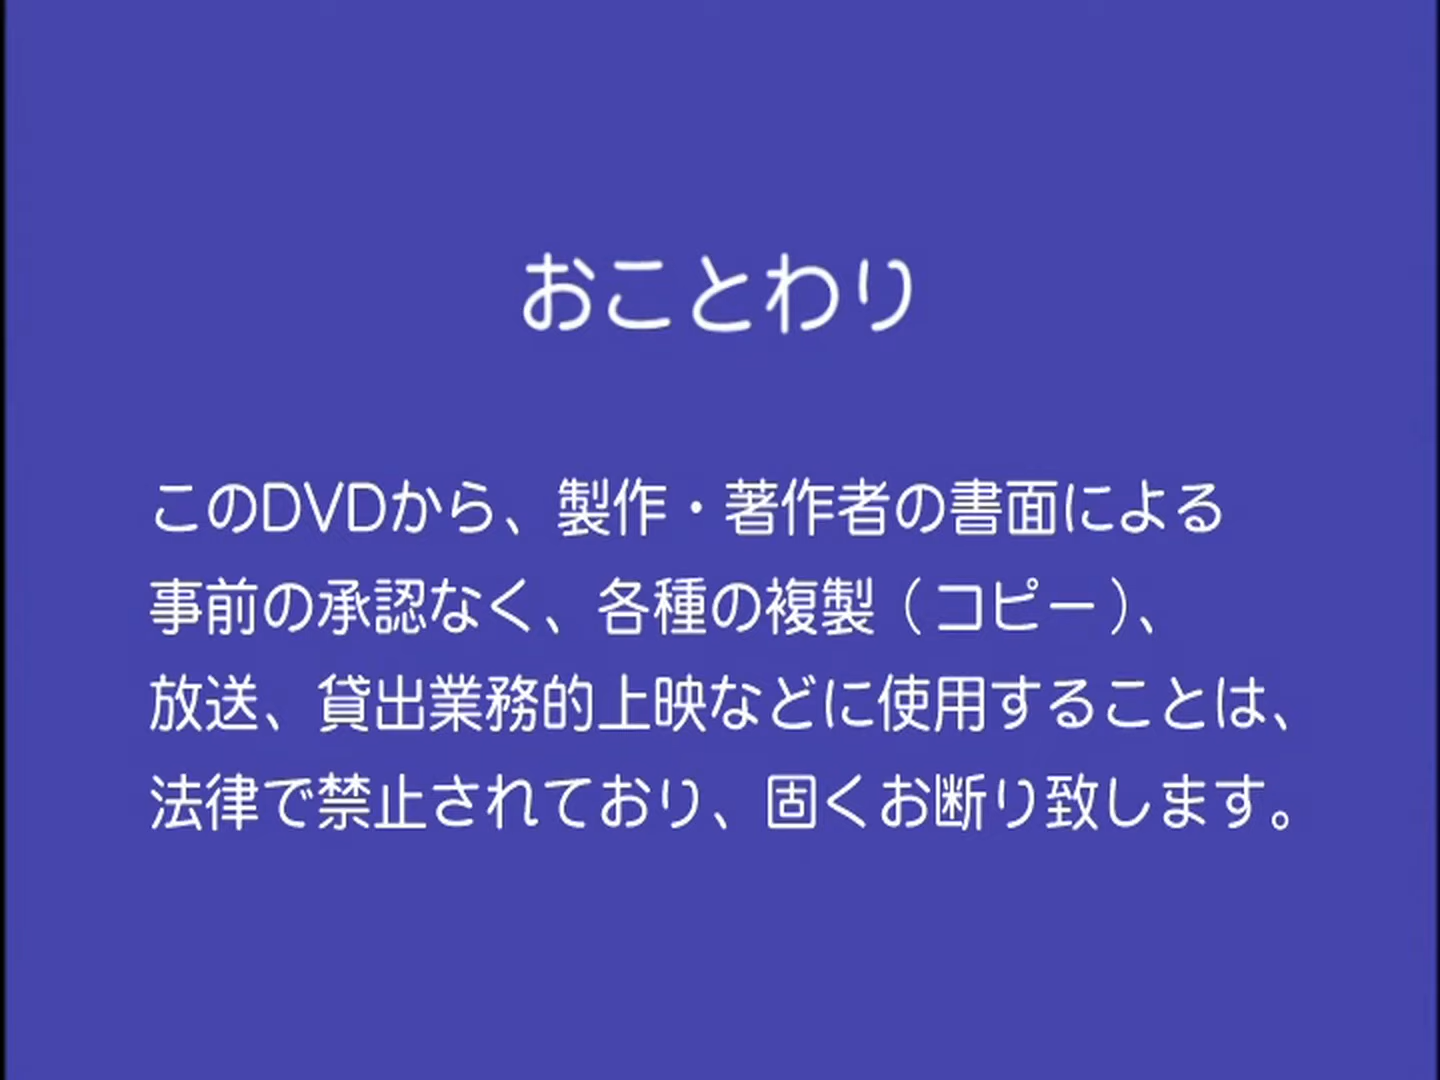 おことわり
このDVDから、製作・著作者の書面による
事前の承認なく、各種の複製（コピー）、
放送、貸出業務的上映などに使用することは、
法律で禁止されており、固くお断り致します。